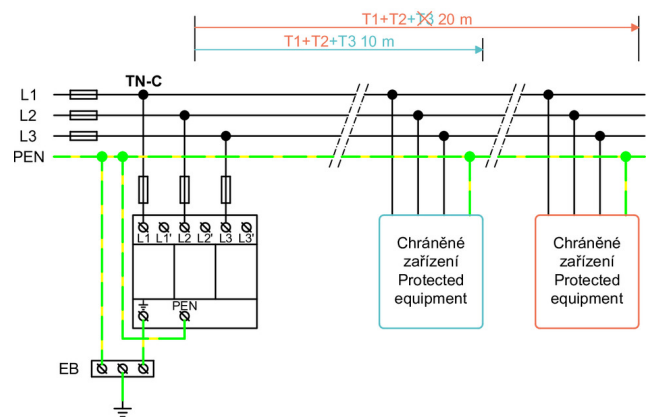 T1+T2+T3 20 m
T1+T2+T3 10 m
TN-C
L1
L2
L3
PEN
L1 L1' L2 L2' L3 L3'
PEN
EB
Chráněné
zařízení
Protected
equipment
Chráněné
zařízení
Protected
equipment